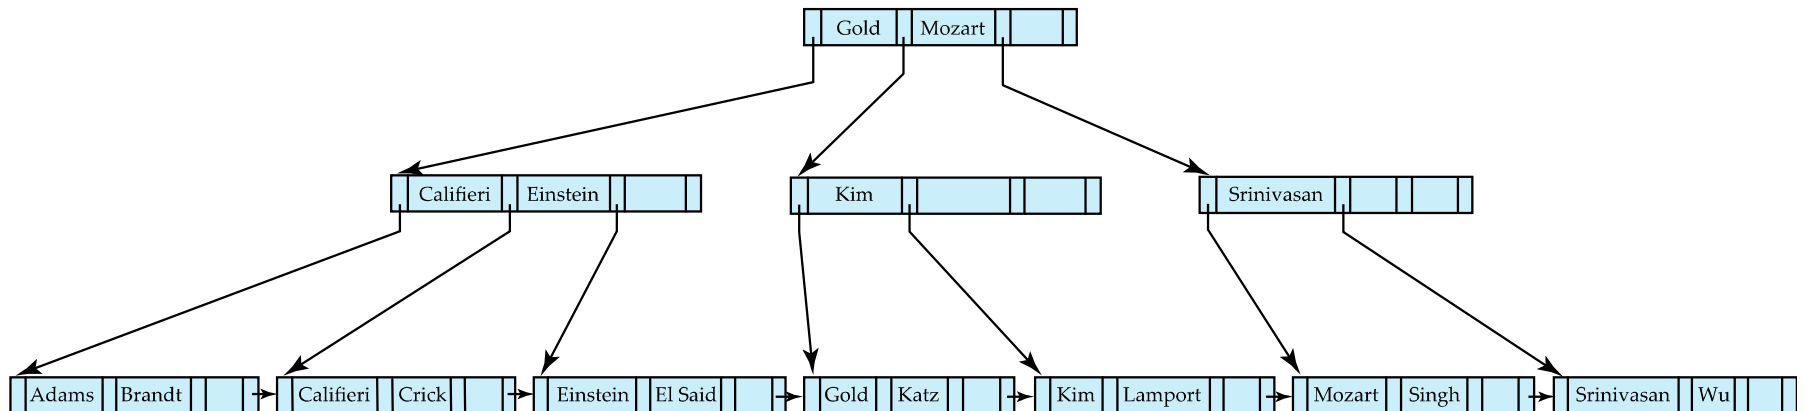 Gold Mozart
Califieri Einstein Kim Srinivasan
Adams Brandt Califieri Crick Einstein El Said Gold Katz Kim Lamport Mozart Singh Srinivasan Wu